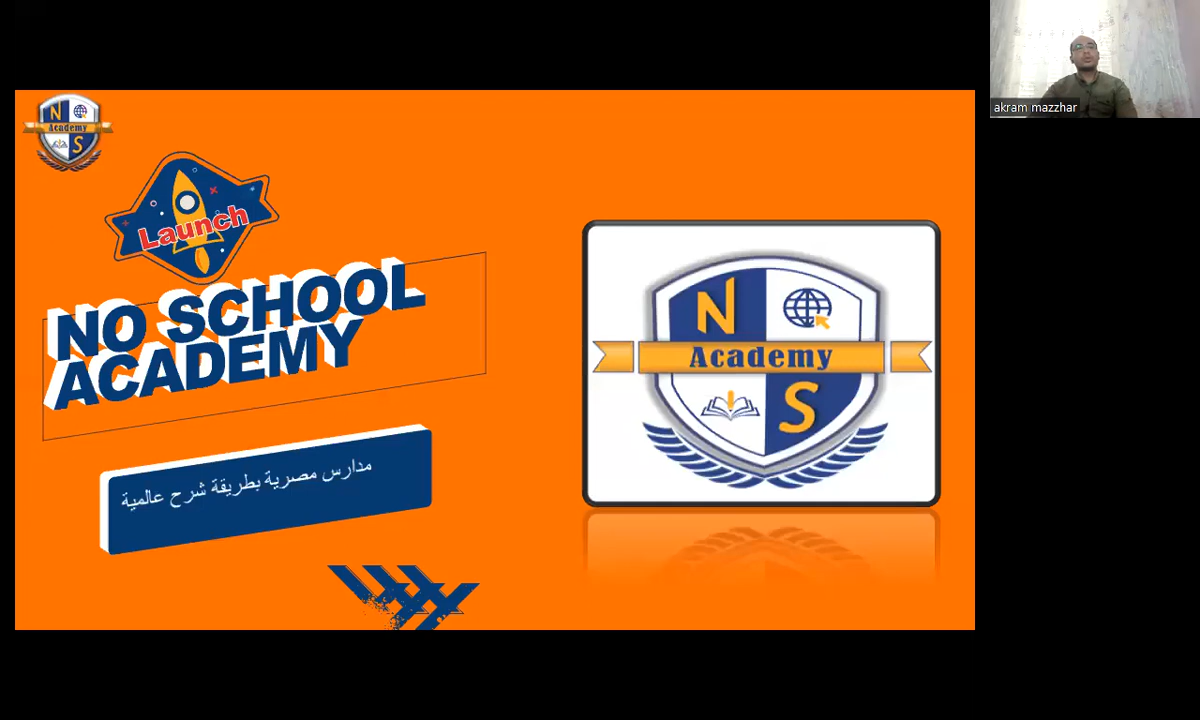 N
Academy
S
Launch
NO SCHOOL
ACADEMY
مدارس مصرية بطريقة شرح عالمية
N
Academy
S
akram mazzhar